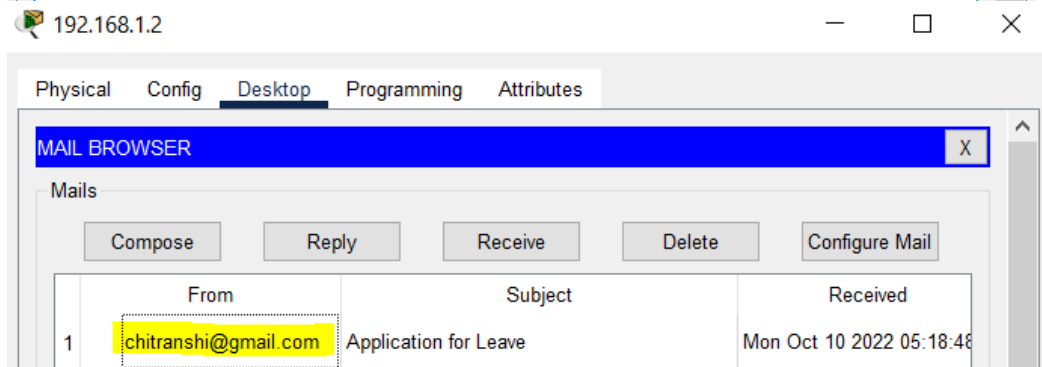 192.168.1.2
Physical Config Desktop Programming Attributes
MAIL BROWSER X
Mails
Compose Reply Receive Delete Configure Mail
From Subject Received
1 chitranshi@gmail.com Application for Leave Mon Oct 10 2022 05:18:48